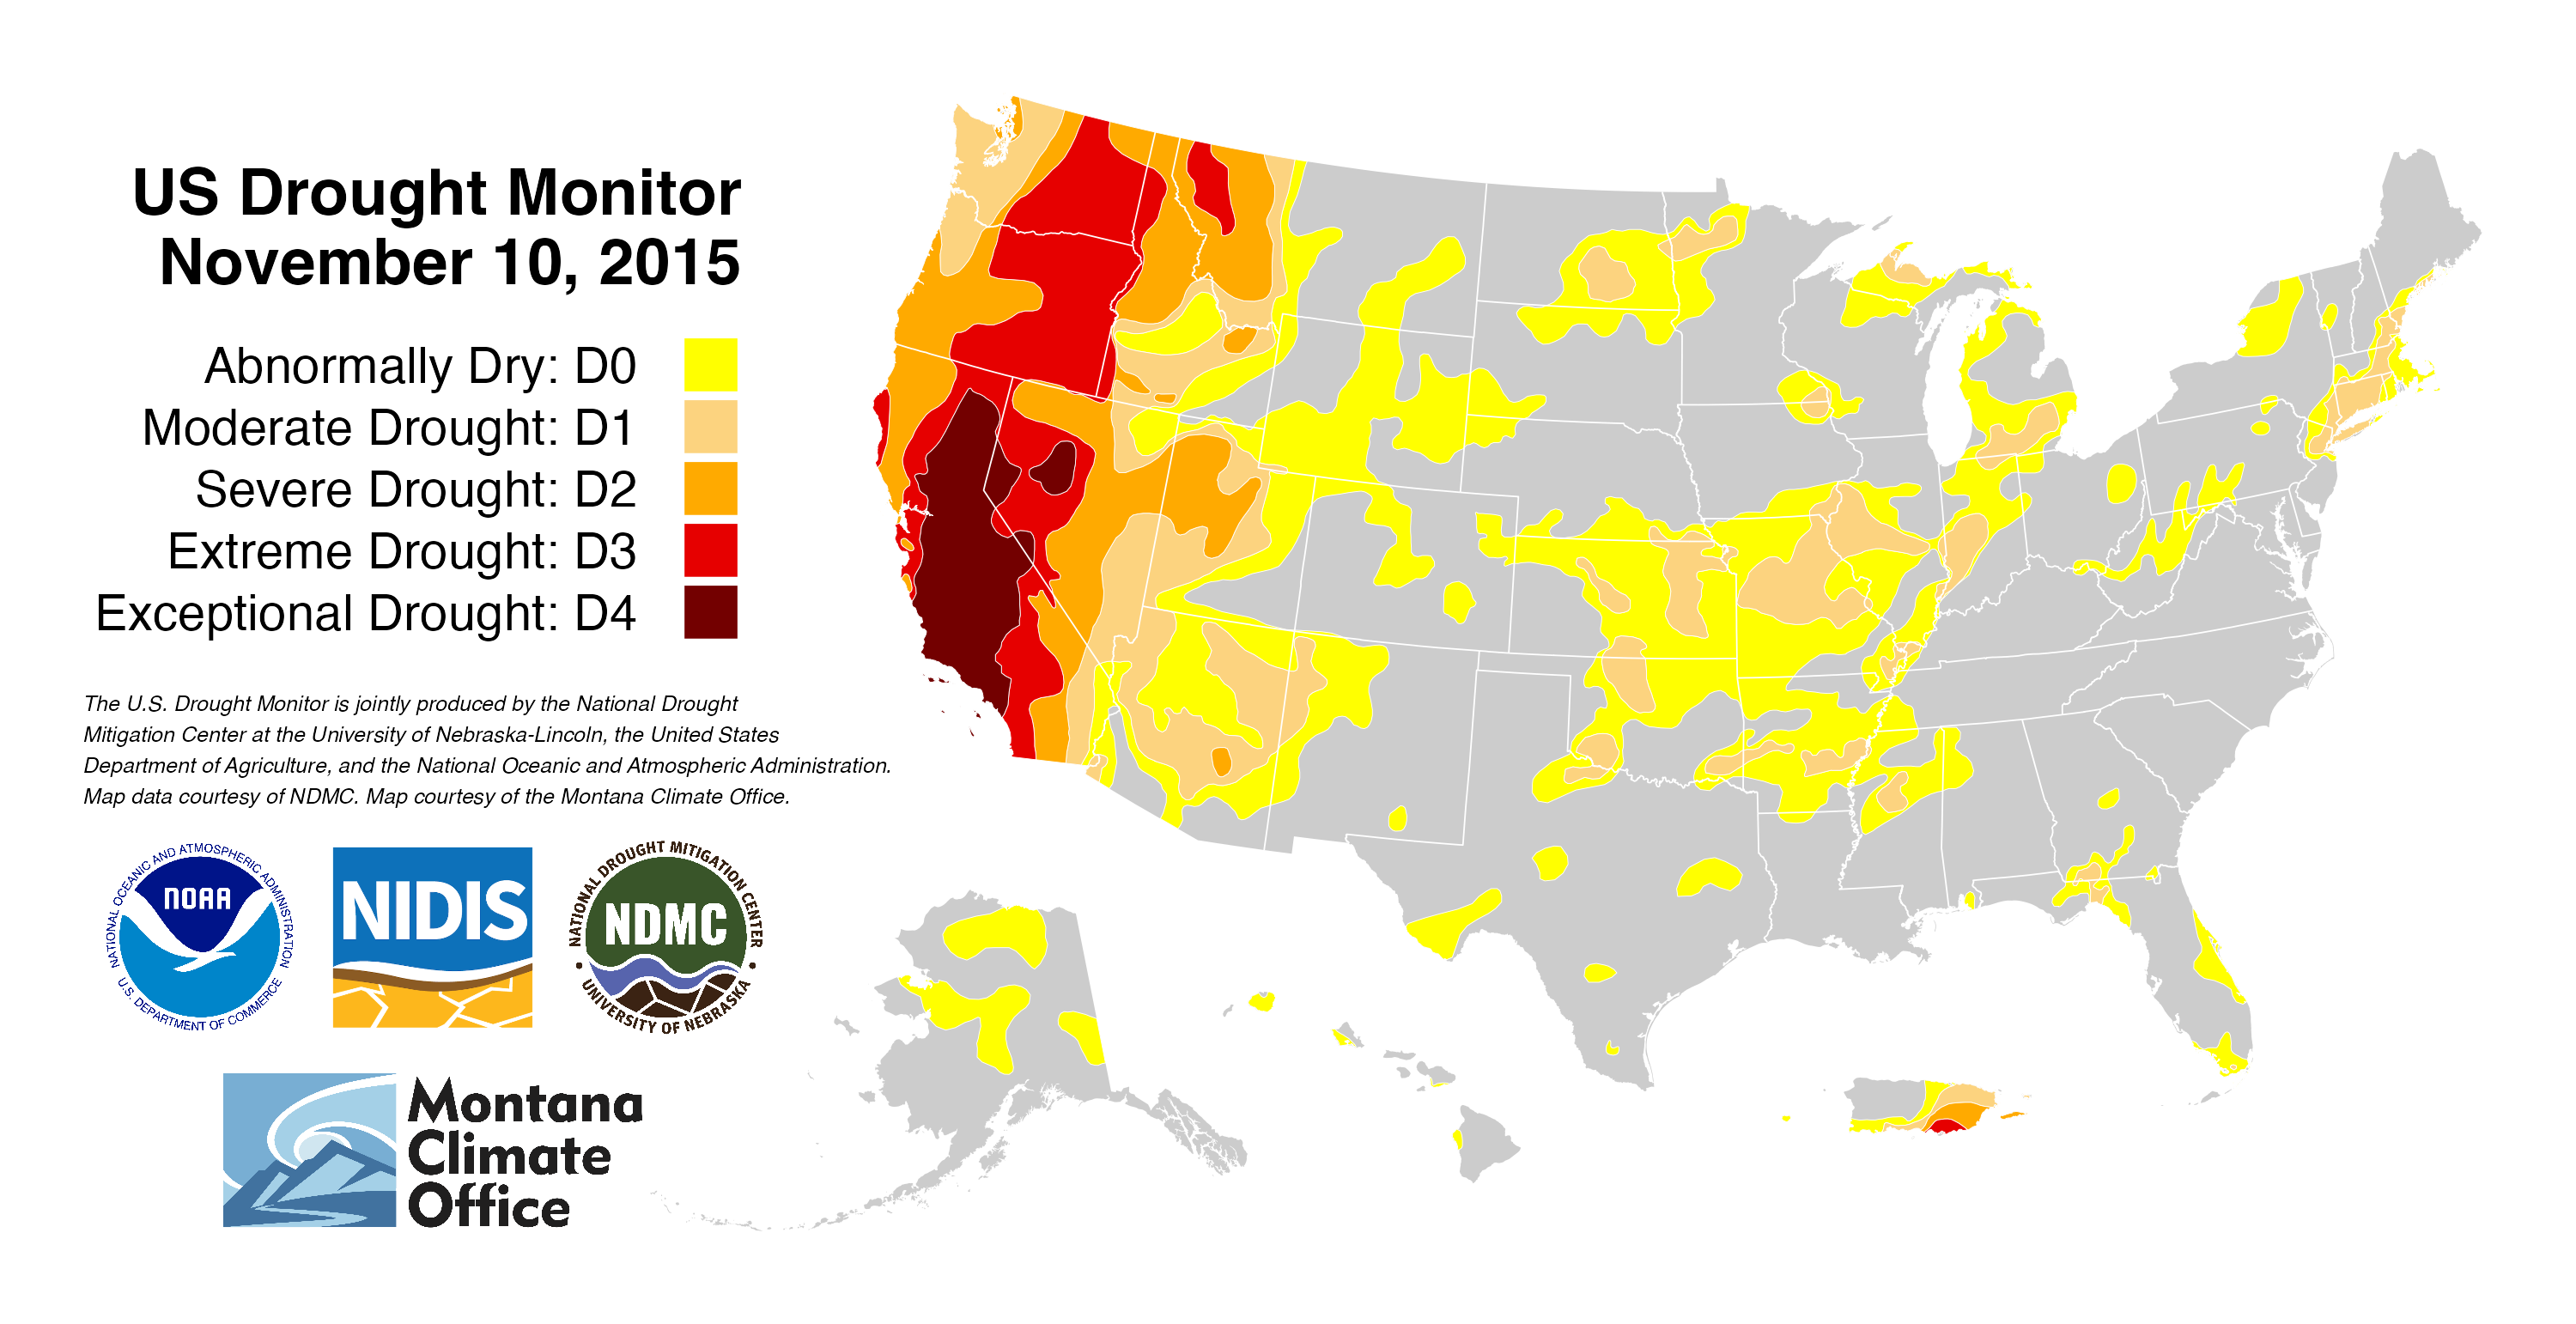 US Drought Monitor
November 10, 2015
Abnormally Dry: D0
Moderate Drought: D1
Severe Drought: D2
Extreme Drought: D3
Exceptional Drought: D4
The U.S. Drought Monitor is jointly produced by the National Drought
Mitigation Center at the University of Nebraska-Lincoln, the United States
Department of Agriculture, and the National Oceanic and Atmospheric Administration.
Map data courtesy of NDMC. Map courtesy of the Montana Climate Office.
NATIONAL OCEANIC AND ATMOSPHERIC ADMINISTRATION
NOAA
U.S. DEPARTMENT OF COMMERCE
NIDIS
NATIONAL DROUGHT MITIGATION CENTER
NDMC
UNIVERSITY OF NEBRASKA
Montana
Climate
Office